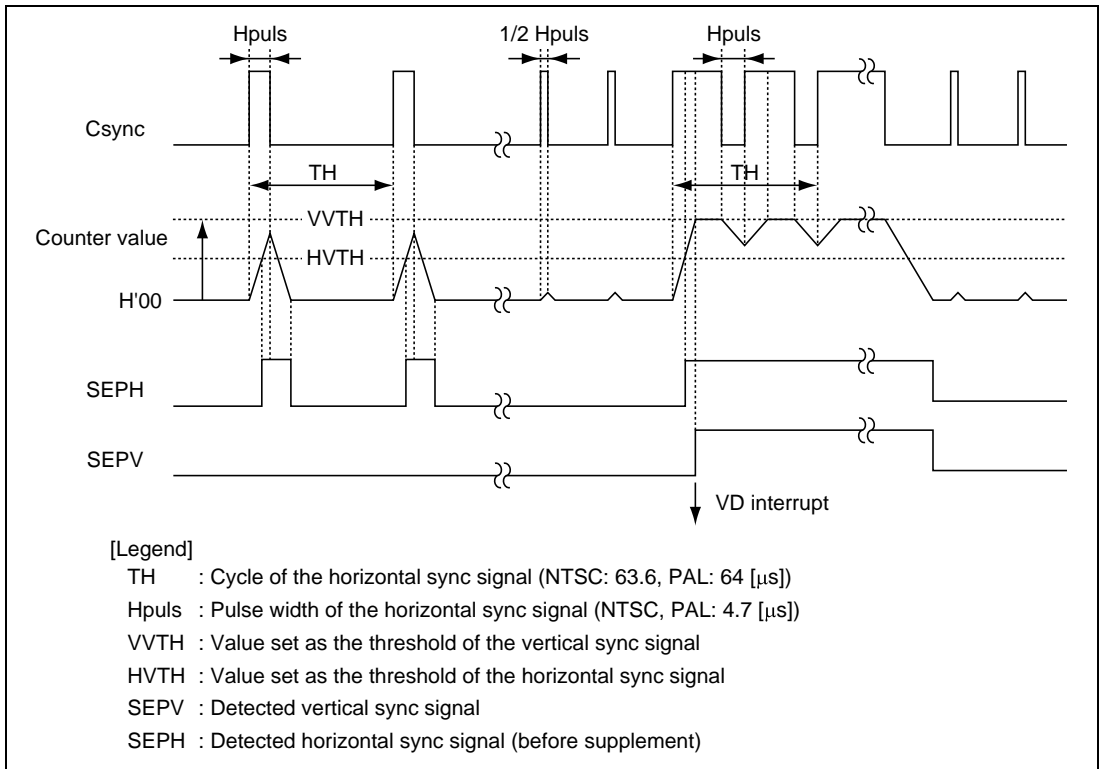 Hpuls 1/2 Hpuls Hpuls
Csync
TH TH
VVTH
Counter value
HVTH
H'00
SEPH
SEPV
VD interrupt
[Legend]
TH : Cycle of the horizontal sync signal (NTSC: 63.6, PAL: 64 [μs])
Hpuls : Pulse width of the horizontal sync signal (NTSC, PAL: 4.7 [μs])
VVTH : Value set as the threshold of the vertical sync signal
HVTH : Value set as the threshold of the horizontal sync signal
SEPV : Detected vertical sync signal
SEPH : Detected horizontal sync signal (before supplement)